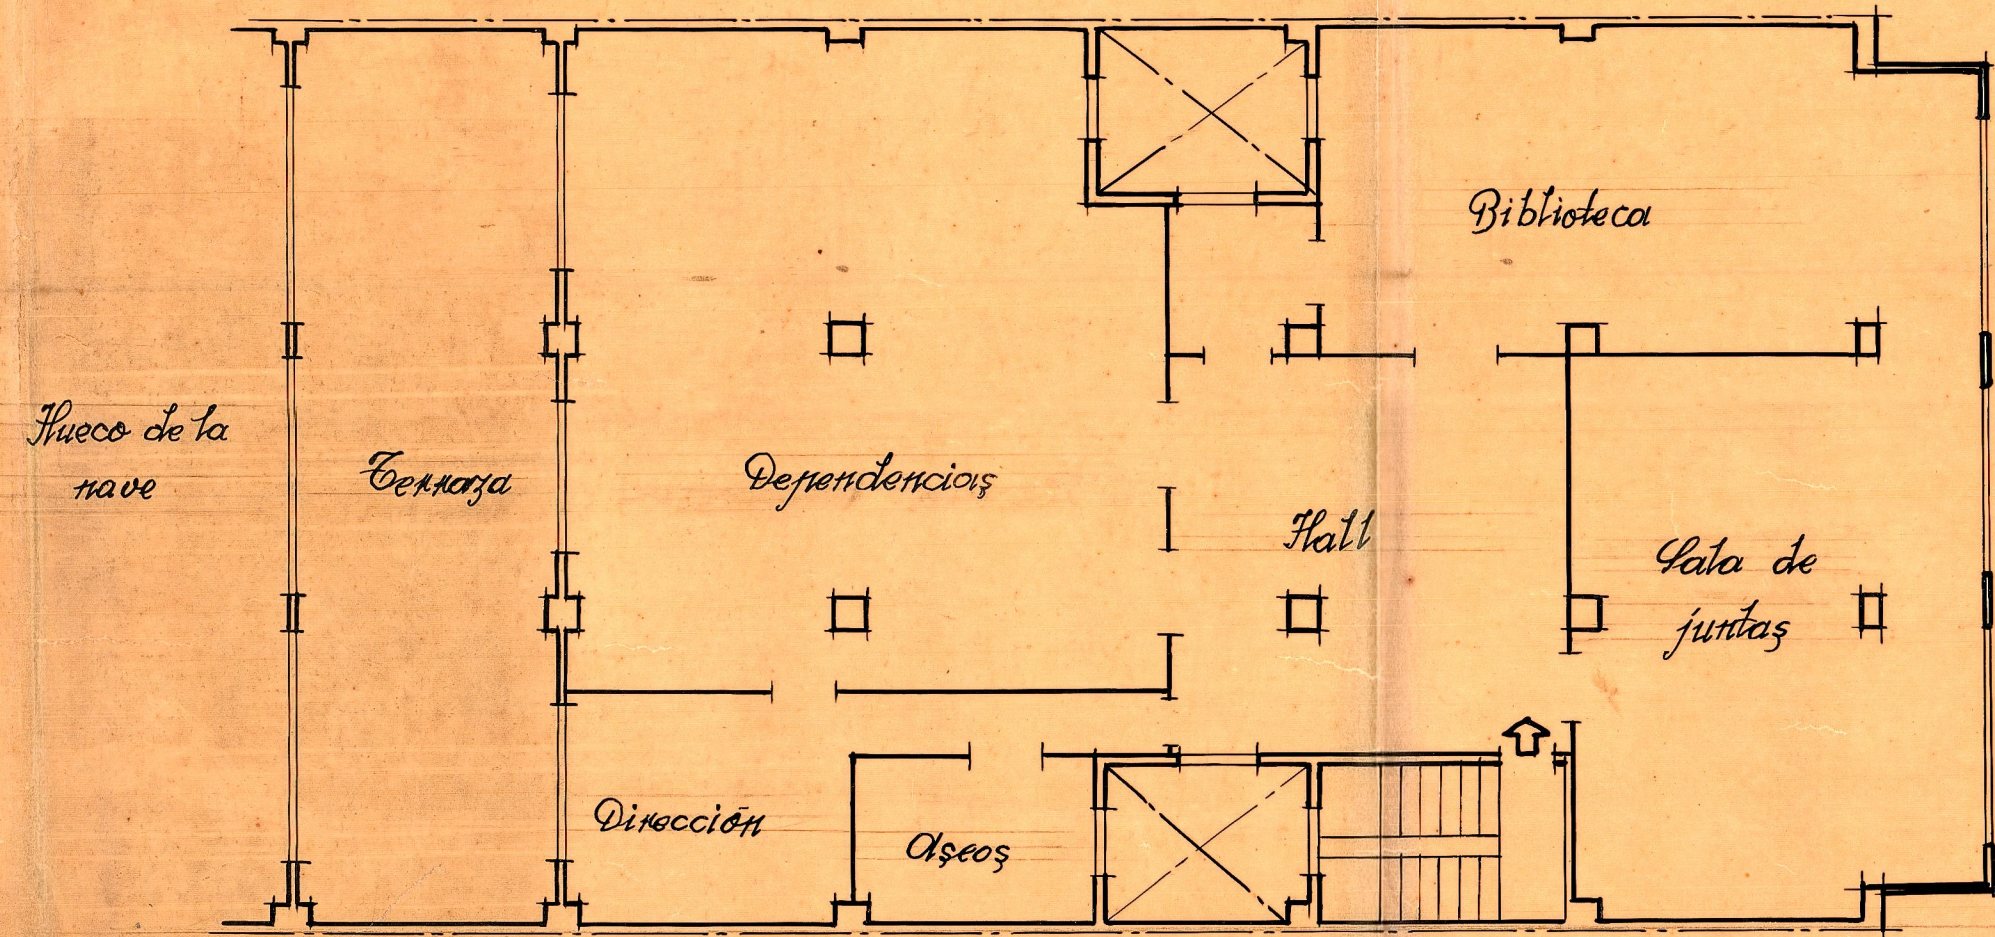 Biblioteca
Hueco de la
nave
Terraza
Dependencias
Hall
Sala de
juntas
Dirección
Aseos